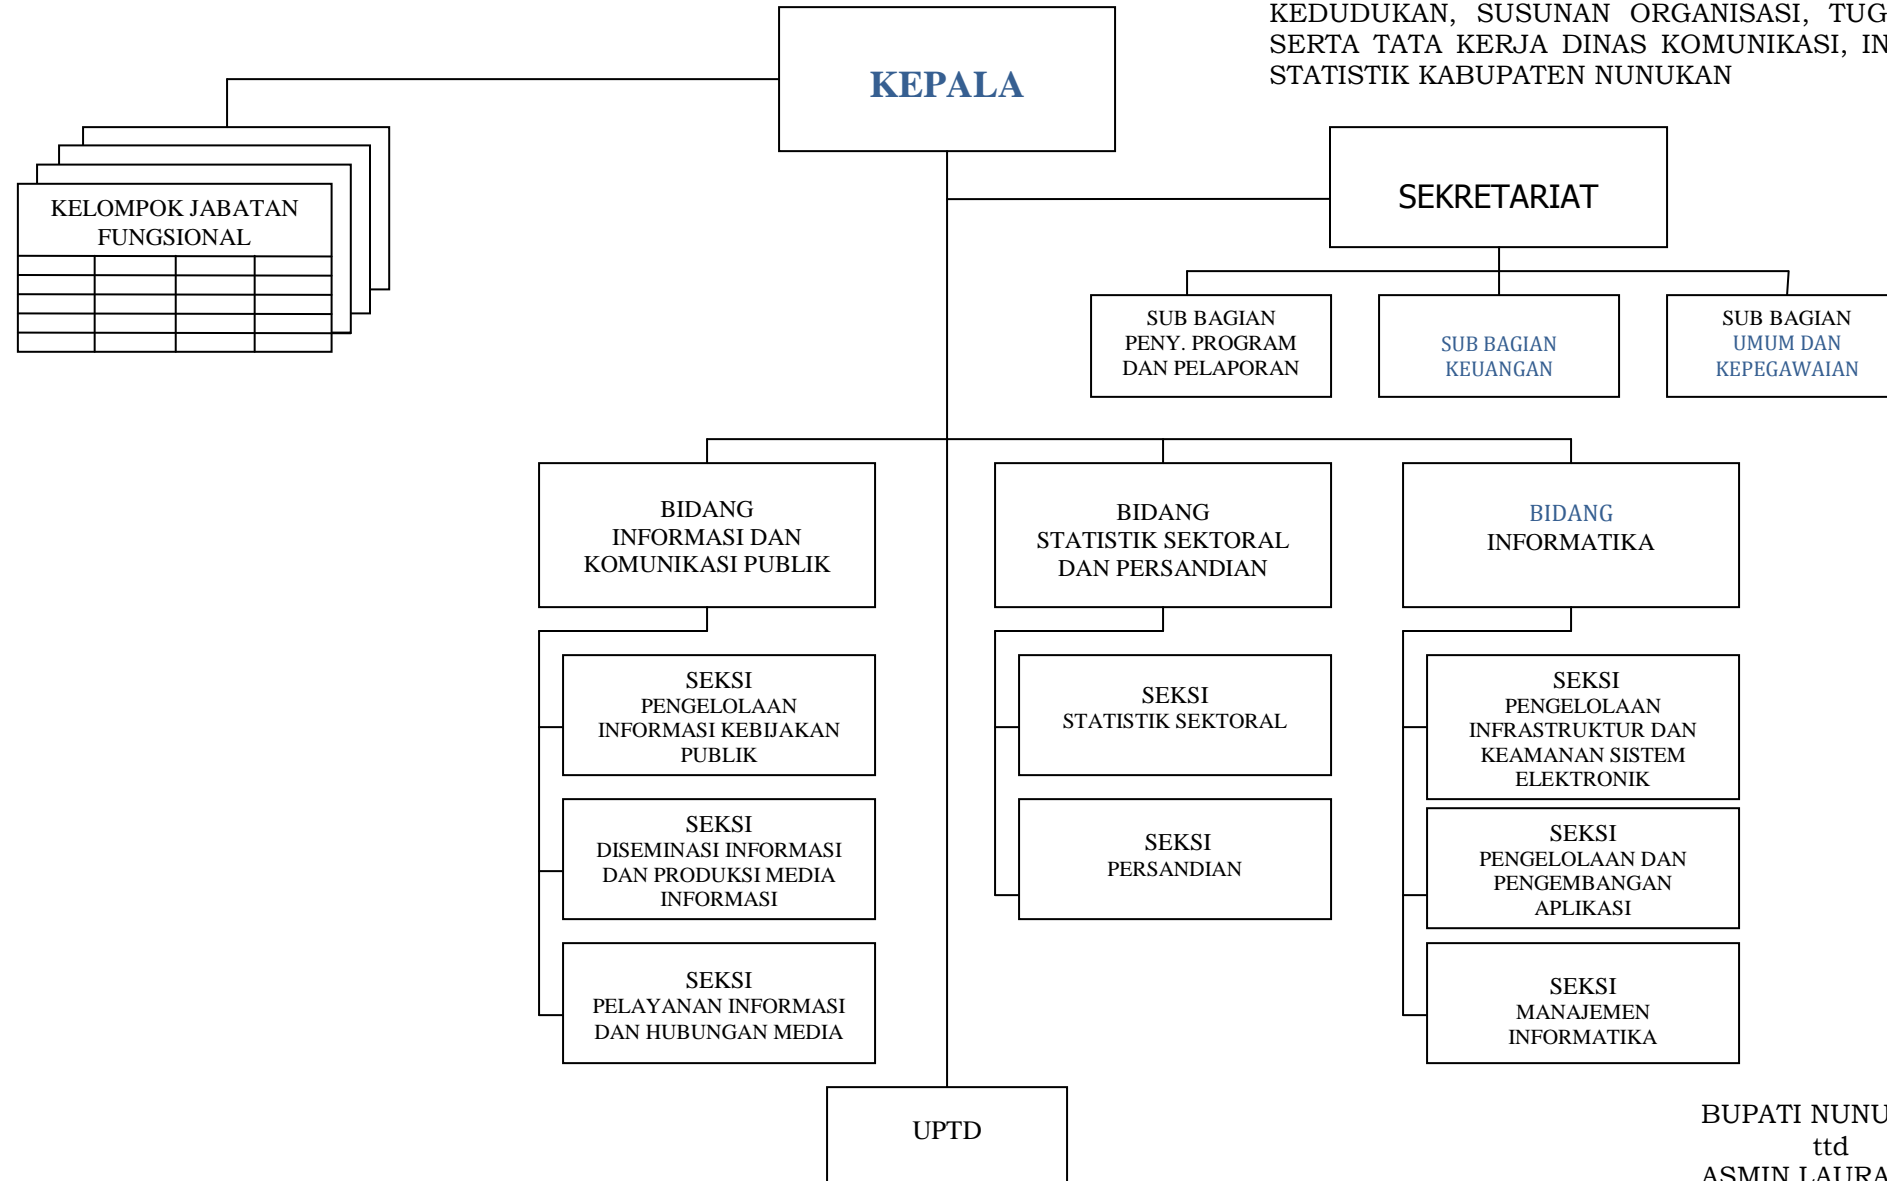 KEDUDUKAN, SUSUNAN ORGANISASI, TUG
SERTA TATA KERJA DINAS KOMUNIKASI, IN
STATISTIK KABUPATEN NUNUKAN
KEPALA
KELOMPOK JABATAN
FUNGSIONAL
SEKRETARIAT
SUB BAGIAN
PENY. PROGRAM
DAN PELAPORAN
SUB BAGIAN
KEUANGAN
SUB BAGIAN
UMUM DAN
KEPEGAWAIAN
BIDANG
INFORMASI DAN
KOMUNIKASI PUBLIK
BIDANG
STATISTIK SEKTORAL
DAN PERSANDIAN
BIDANG
INFORMATIKA
SEKSI
PENGELOLAAN
INFORMASI KEBIJAKAN
PUBLIK
SEKSI
DISEMINASI INFORMASI
DAN PRODUKSI MEDIA
INFORMASI
SEKSI
PELAYANAN INFORMASI
DAN HUBUNGAN MEDIA
SEKSI
STATISTIK SEKTORAL
SEKSI
PERSANDIAN
SEKSI
PENGELOLAAN
INFRASTRUKTUR DAN
KEAMANAN SISTEM
ELEKTRONIK
SEKSI
PENGELOLAAN DAN
PENGEMBANGAN
APLIKASI
SEKSI
MANAJEMEN
INFORMATIKA
UPTD
BUPATI NUNU
ttd
ASMIN LAURA